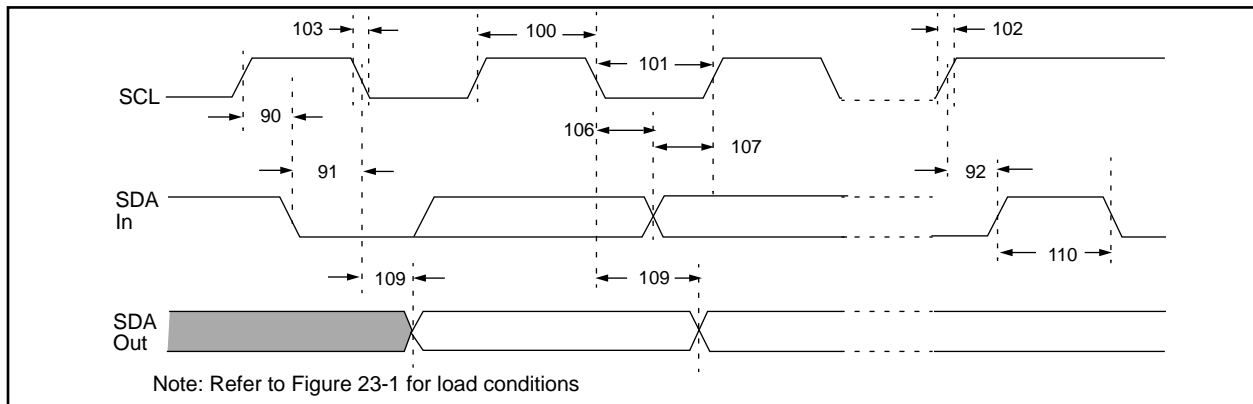 103
100
101
102
SCL
90
106
107
91
92
SDA
In
109
109
110
SDA
Out
Note: Refer to Figure 23-1 for load conditions